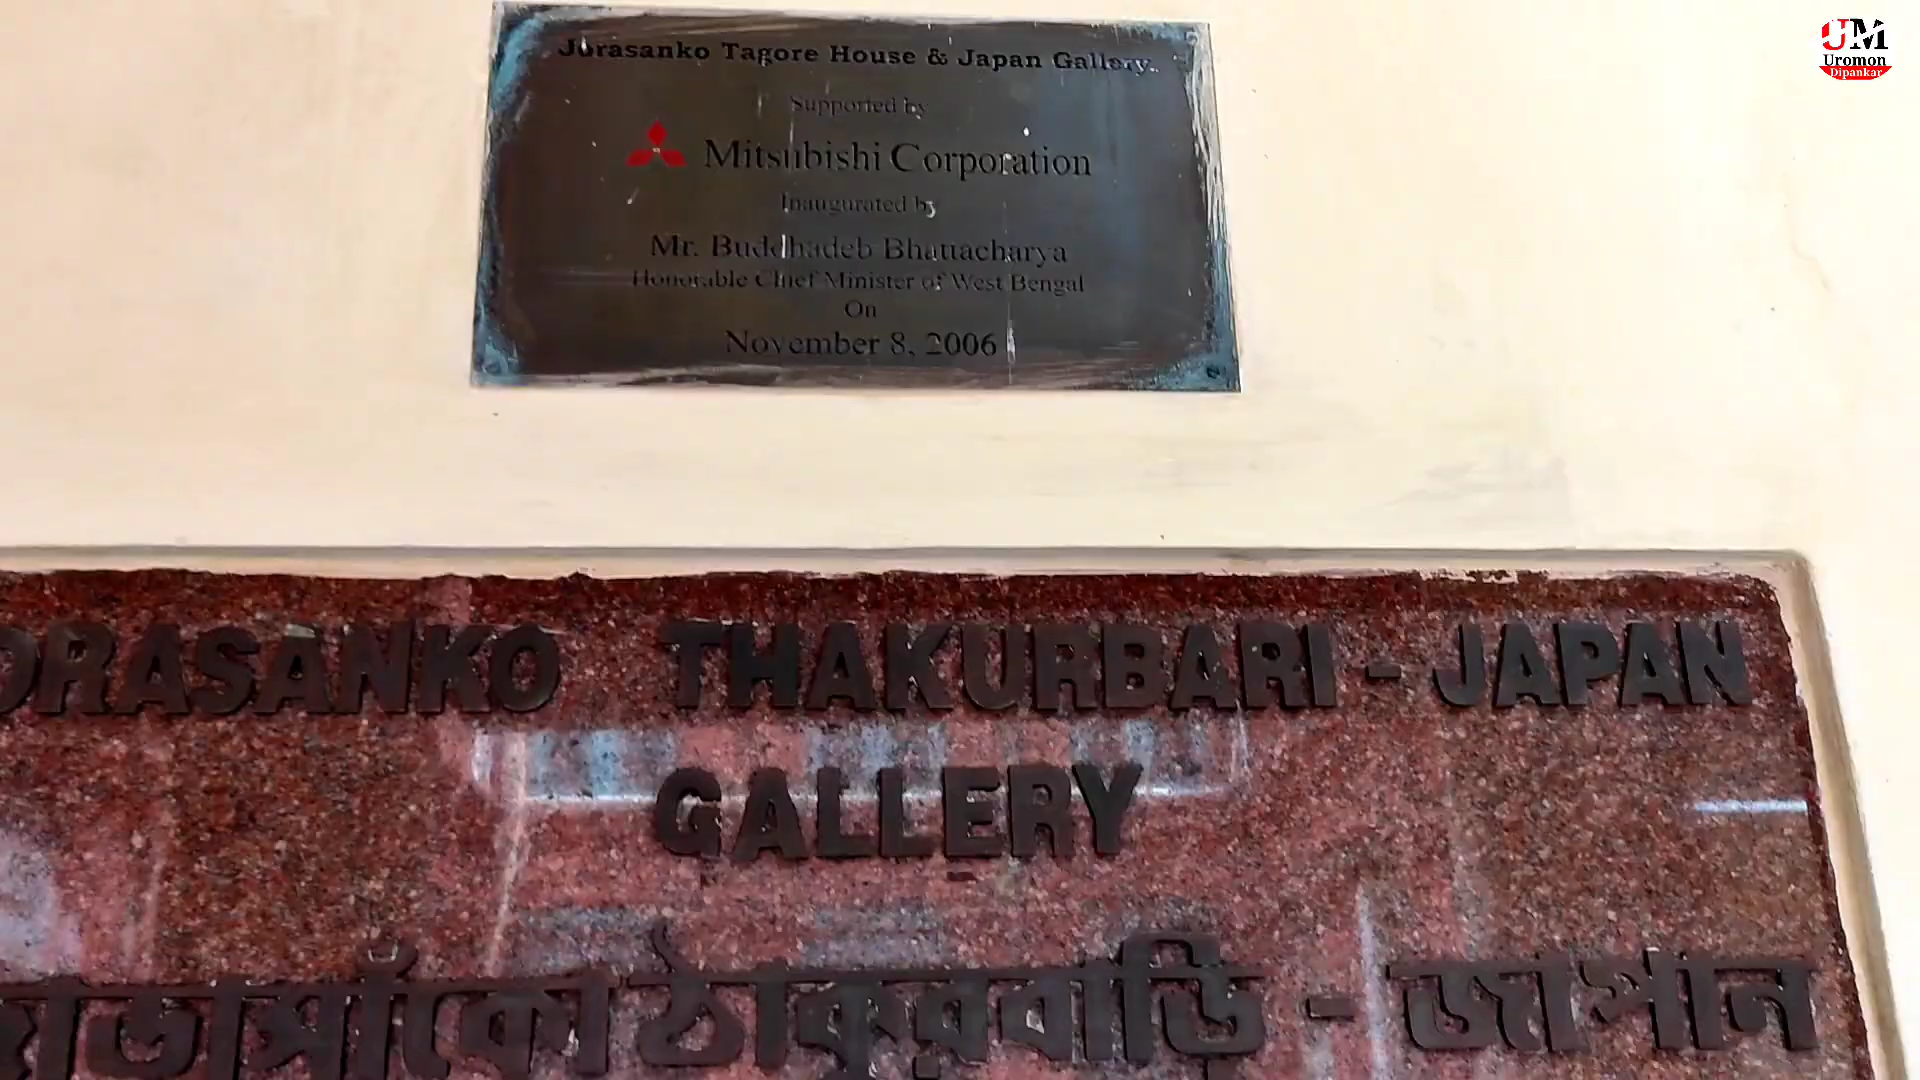 Jorasanko Tagore House & Japan Gallery.
Supported by
Mitsubishi Corporation
Inaugurated by
Mr. Buddhadeb Bhattacharya
Honorable Chief Minister of West Bengal
On
November 8, 2006
ORASANKO THAKURBARI - JAPAN
GALLERY
োড়াসাঁকো ঠাকুরবাড়ি - জাপান
UM
Uromon
Dipankar